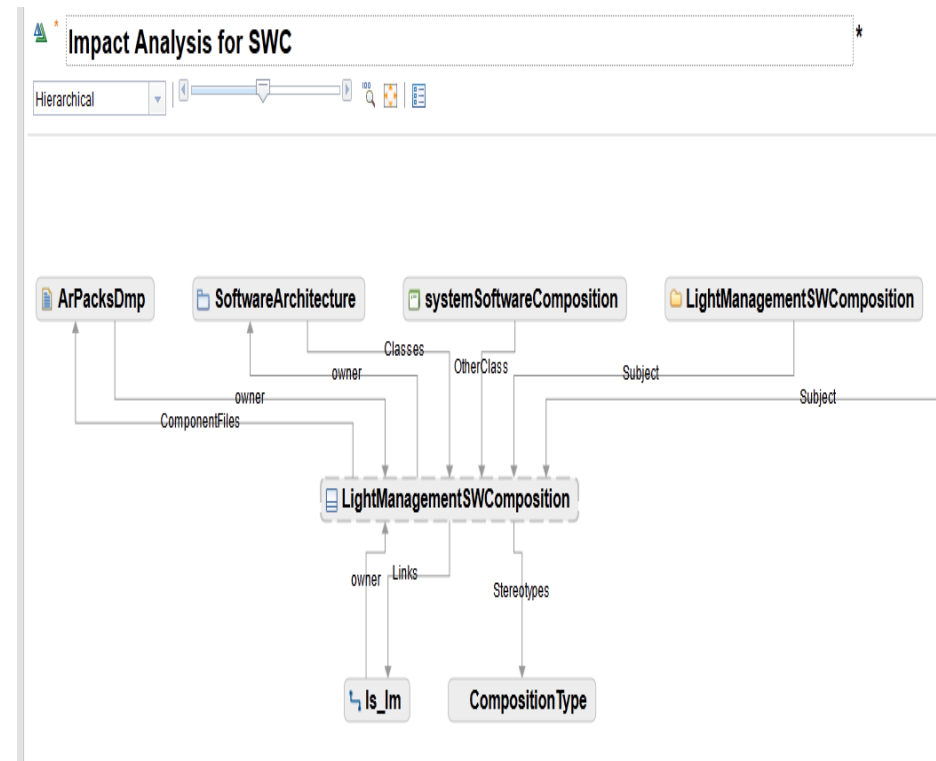 Impact Analysis for SWC
*
*
Hierarchical
ArPacksDmp
SoftwareArchitecture
systemSoftwareComposition
LightManagementSWComposition
Classes
OtherClass
owner
Subject
owner
Subject
ComponentFiles
LightManagementSWComposition
owner
Links
Stereotypes
ls_lm
CompositionType